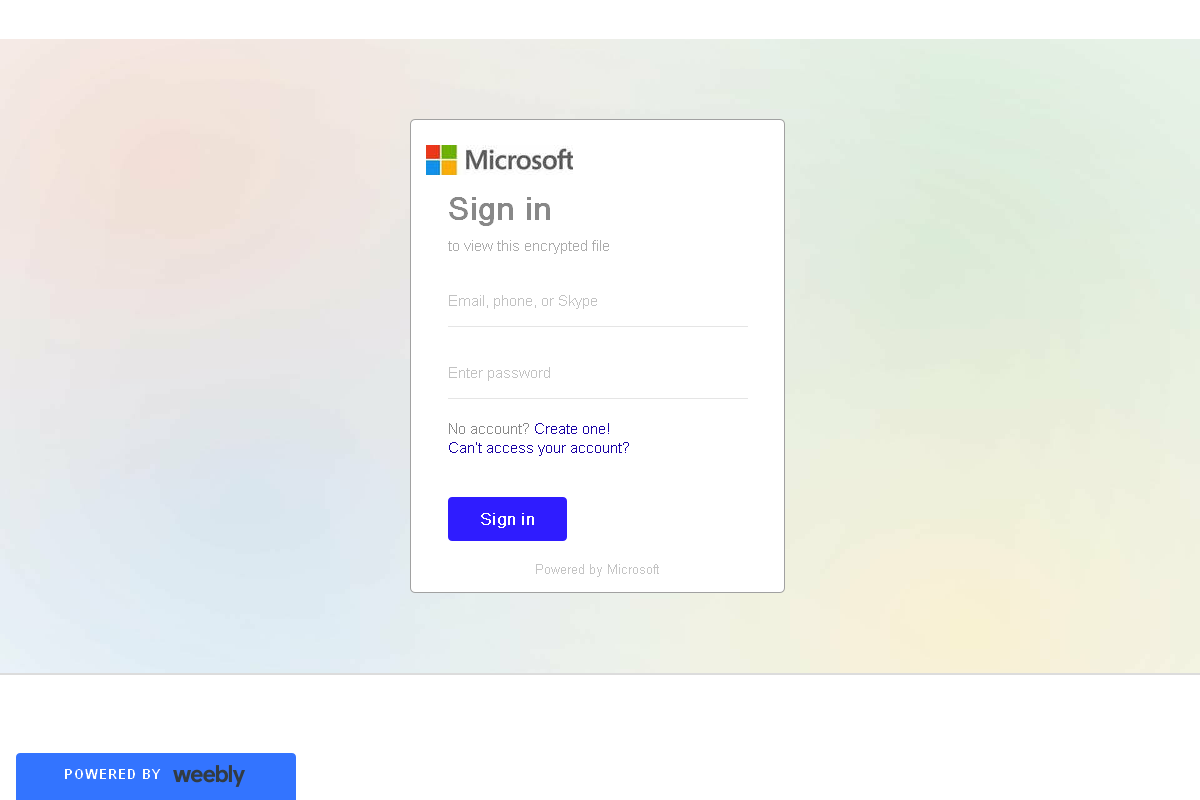 Microsoft
Sign in
to view this encrypted file
Email, phone, or Skype
Enter password
No account? Create one!
Can't access your account?
Sign in
Powered by Microsoft
POWERED BY weebly